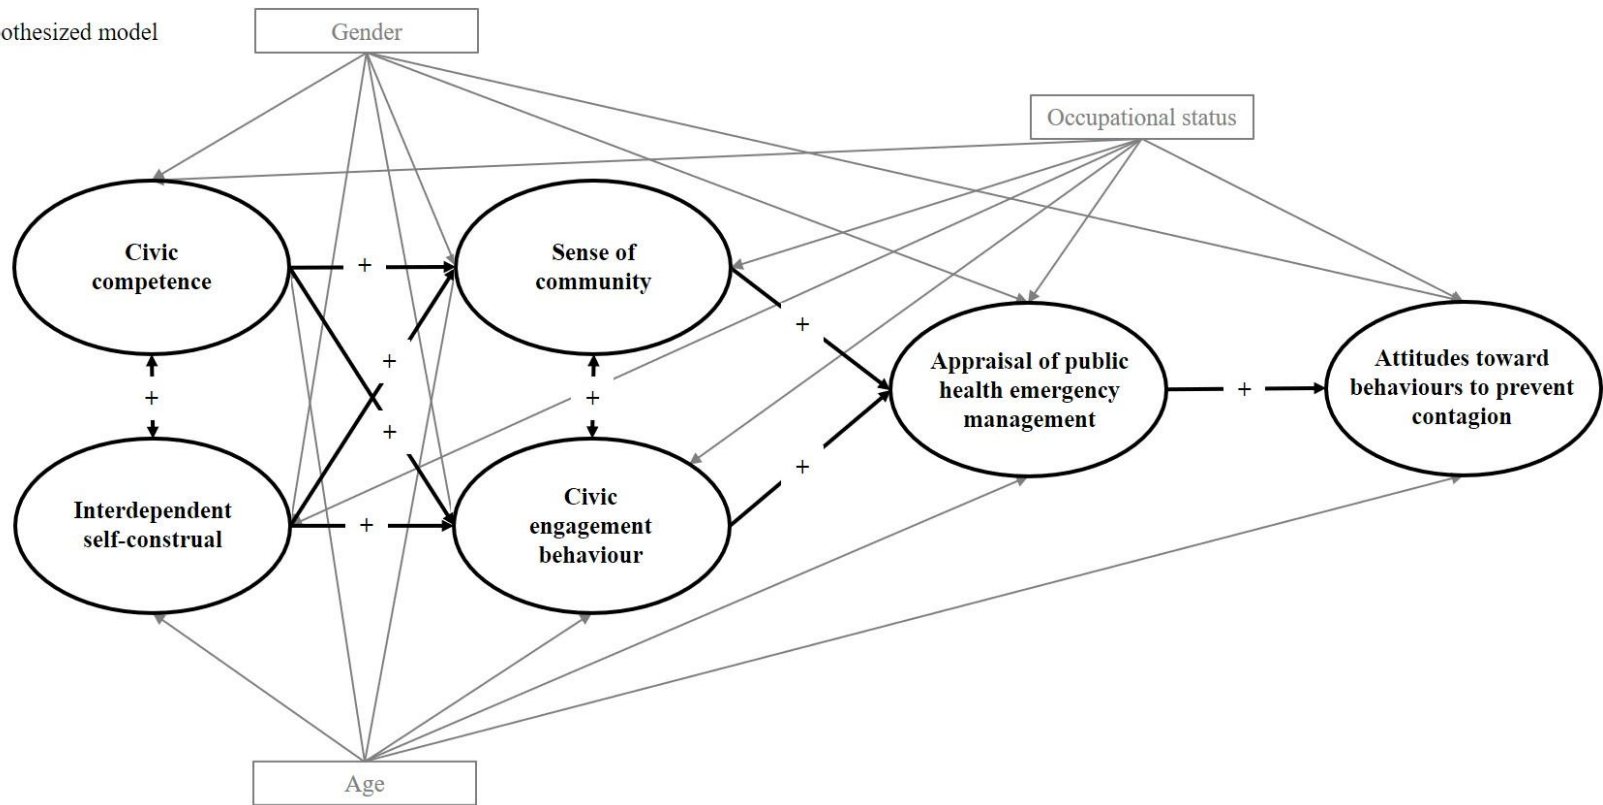 othesized model
Gender
Occupational status
Civic
competence
+
Sense of
community
+
+
+
+
+
Appraisal of public
health emergency
management
+
Attitudes toward
behaviours to prevent
contagion
+
+
Interdependent
self-construal
+
Civic
engagement
behaviour
Age